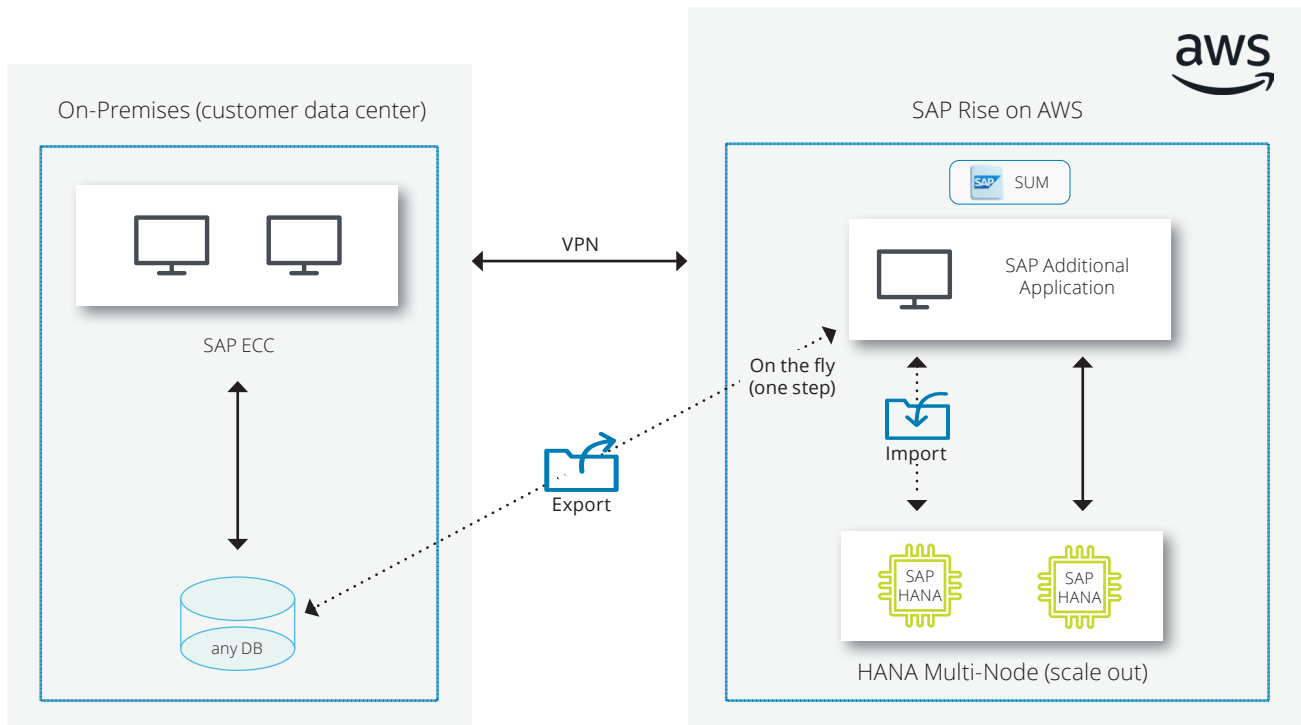 aws
On-Premises (customer data center)
SAP ECC
any DB
VPN
Export
On the fly
(one step)
SAP Rise on AWS
SAP SUM
SAP Additional
Application
Import
SAP
HANA
SAP
HANA
HANA Multi-Node (scale out)